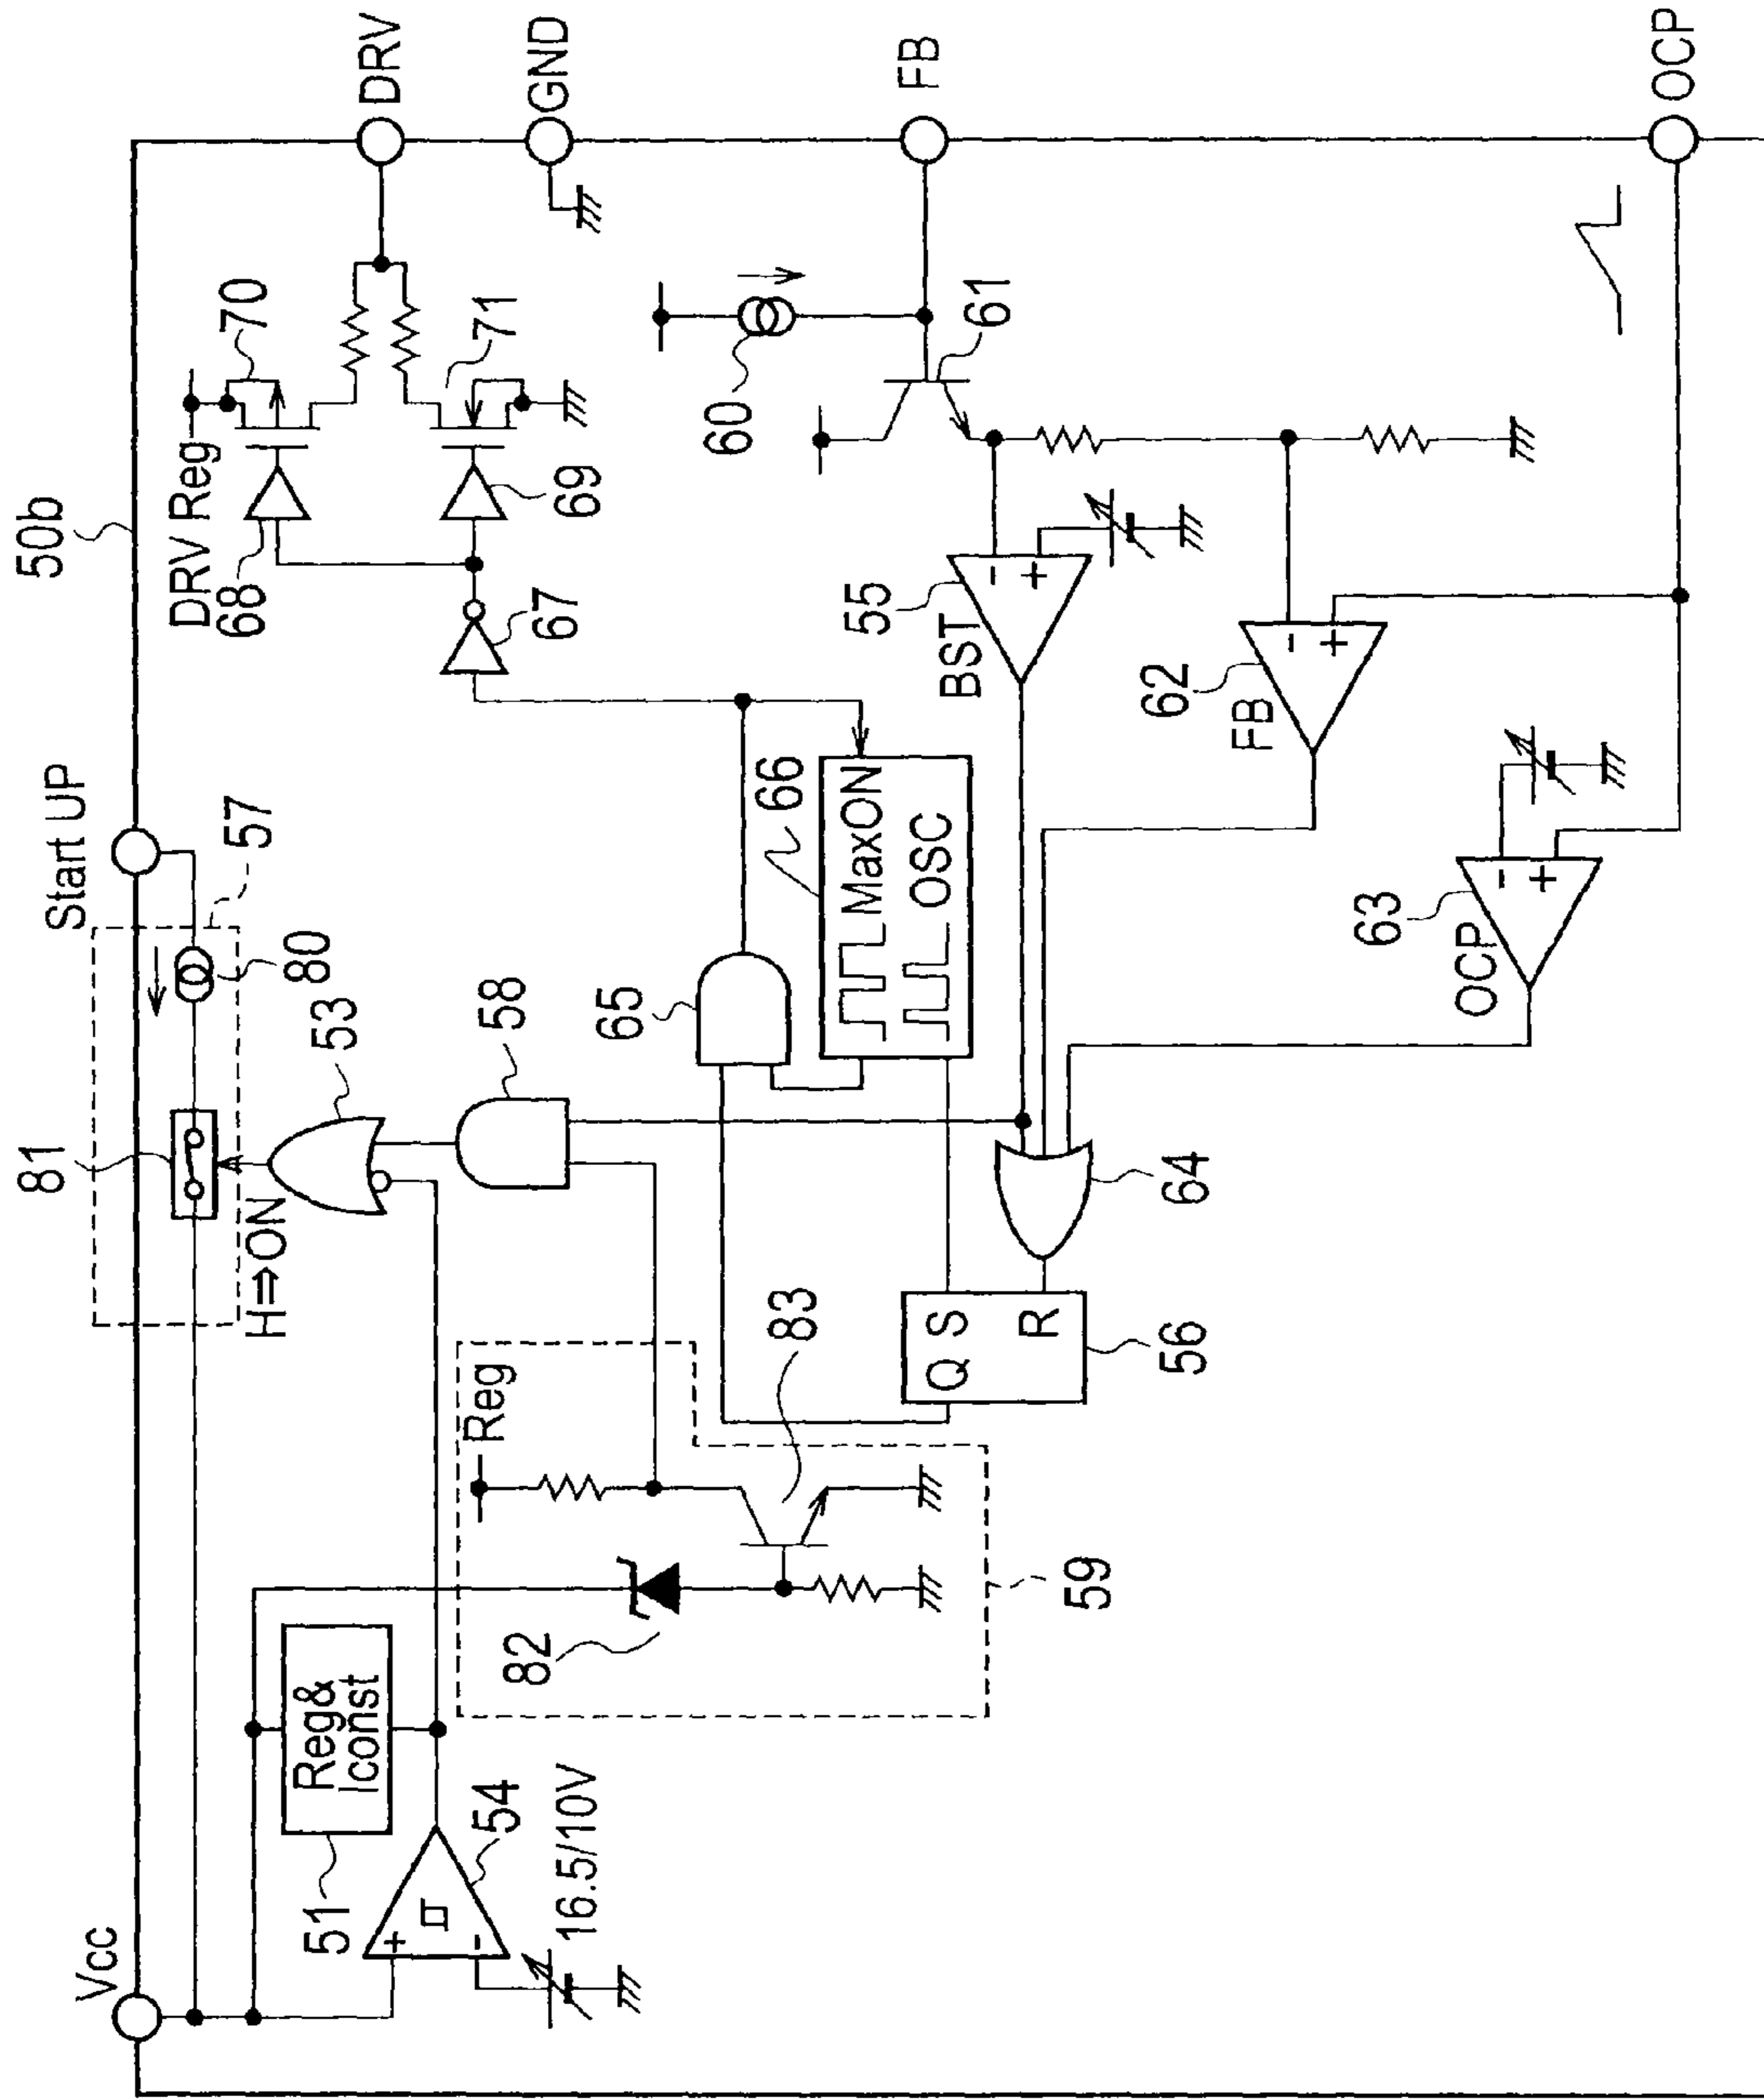 50b
Vcc
Start UP
57
80
81
H⇒ON
53
58
51
Reg&
Iconst
54
16.5/10V
Reg
82
83
59
DRV Reg
68
70
DRV
71
69
67
GND
60
61
FB
65
66
MaxON
OSC
55
BST
- +
62
FB
- +
63
OCP
- +
64
Q S
R
56
+ -
OCP